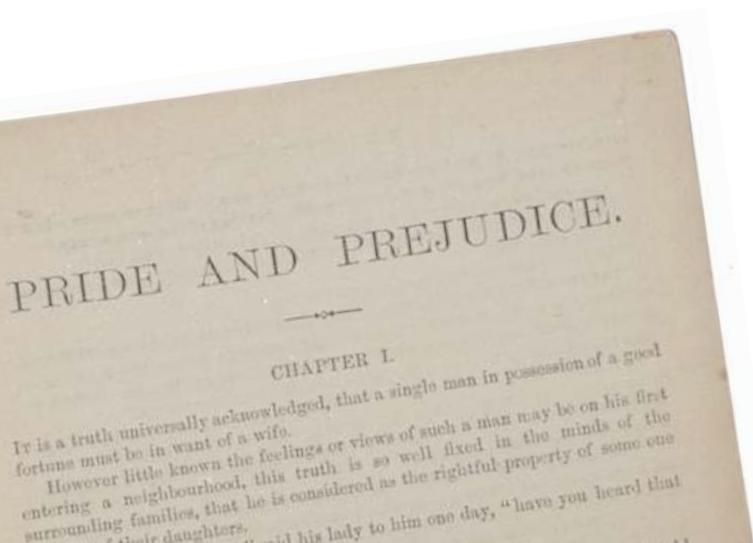 PRIDE AND PREJUDICE.
CHAPTER I.
IT is a truth universally acknowledged, that a single man in possession of a good
fortune must be in want of a wife.
However little known the feelings or views of such a man may be on his first
entering a neighbourhood, this truth is so well fixed in the minds of the
surrounding families, that he is considered as the rightful property of some one
of their daughters.
said his lady to him one day, "have you heard that